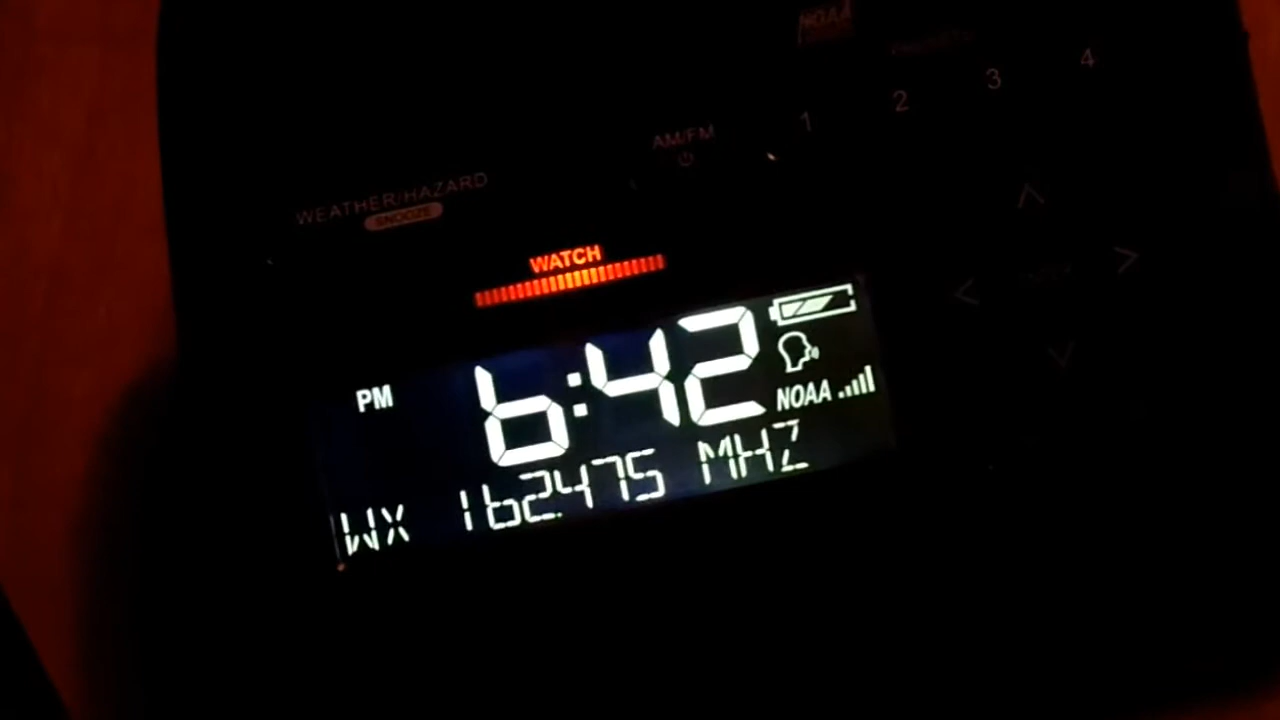 NOAA
1 2 3 4
AM/FM
WEATHER/HAZARD
SNOOZE
WATCH
PM 6:42
NOAA
WX 162.475 MHZ